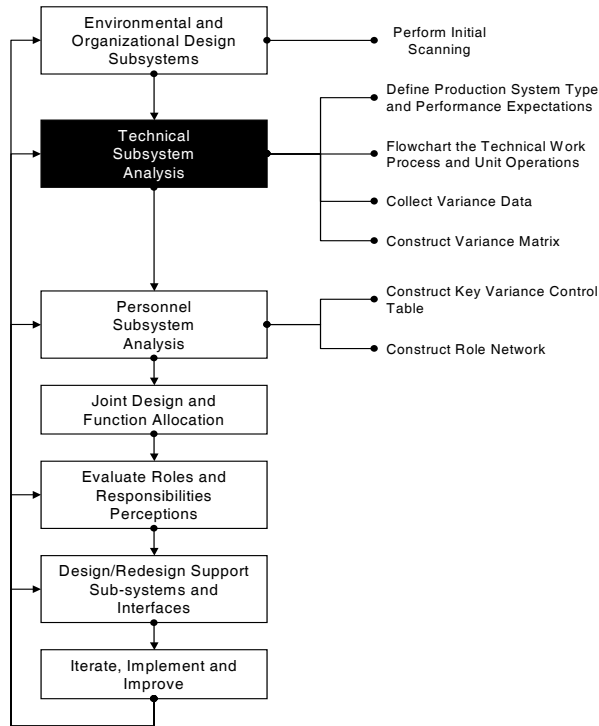 Environmental and
Organizational Design
Subsystems
Perform Initial
Scanning
Define Production System Type
and Performance Expectations
Technical
Subsystem
Analysis
Flowchart the Technical Work
Process and Unit Operations
Collect Variance Data
Construct Variance Matrix
Personnel
Subsystem
Analysis
Construct Key Variance Control
Table
Construct Role Network
Joint Design and
Function Allocation
Evaluate Roles and
Responsibilities
Perceptions
Design/Redesign Support
Sub-systems and
Interfaces
Iterate, Implement and
Improve